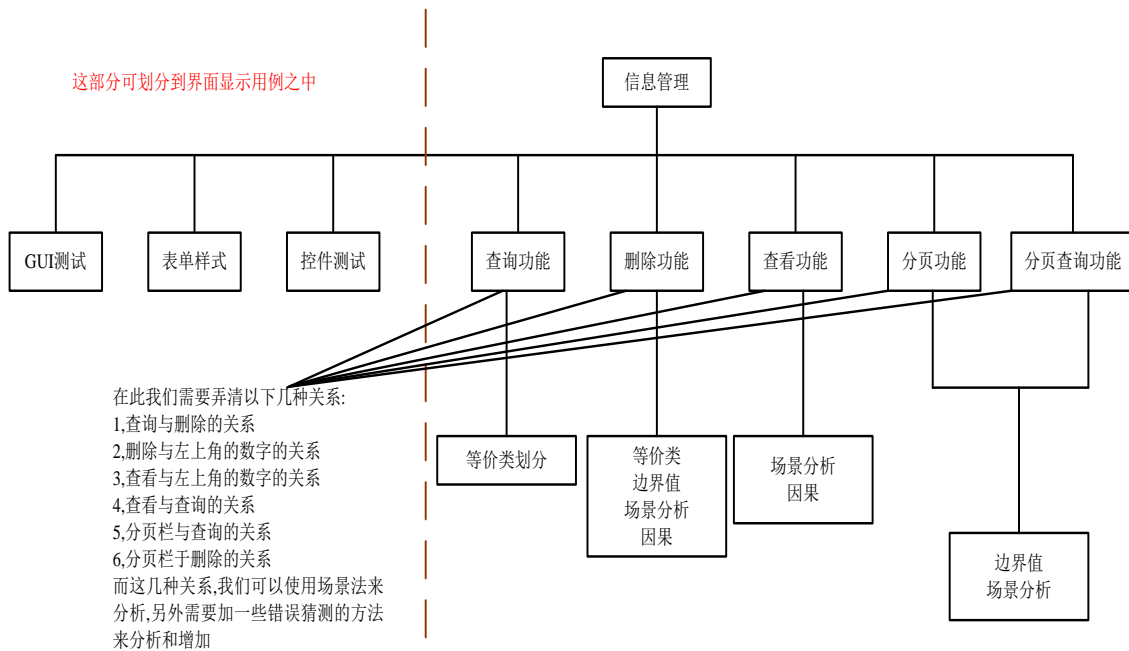 这部分可划分到界面显示用例之中
信息管理
GUI测试
表单样式
控件测试
查询功能
删除功能
查看功能
分页功能
分页查询功能
在此我们需要弄清以下几种关系:
1,查询与删除的关系
2,删除与左上角的数字的关系
3,查看与左上角的数字的关系
4,查看与查询的关系
5,分页栏与查询的关系
6,分页栏于删除的关系
而这几种关系,我们可以使用场景法来
分析,另外需要加一些错误猜测的方法
来分析和增加
等价类划分
等价类
边界值
场景分析
因果
场景分析
因果
边界值
场景分析